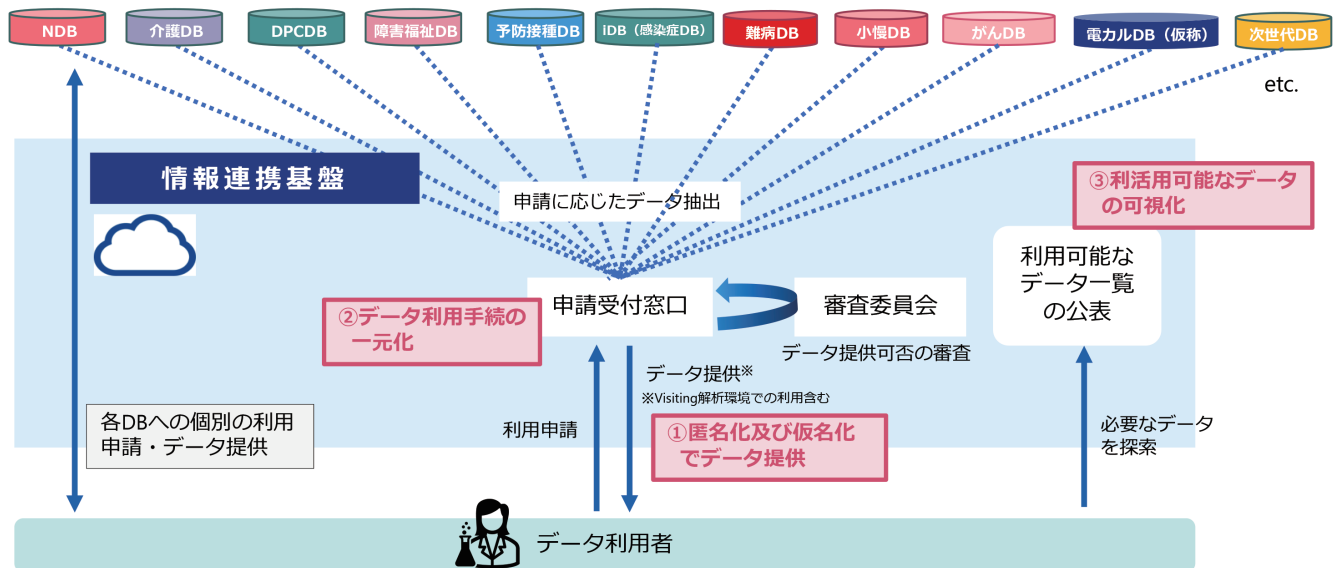 NDB
介護DB
DPCDB
障害福祉DB
予防接種DB
iDB（感染症DB）
難病DB
小慢DB
がんDB
電カルDB（仮称）
次世代DB
etc.
情報連携基盤
申請に応じたデータ抽出
③利活用可能なデータ
の可視化
利用可能な
データ一覧
の公表
申請受付窓口
審査委員会
②データ利用手続の
一元化
データ提供可否の審査
データ提供※
※Visiting解析環境での利用含む
各DBへの個別の利用
申請・データ提供
利用申請
①匿名化及び仮名化
でデータ提供
必要なデータ
を探索
データ利用者